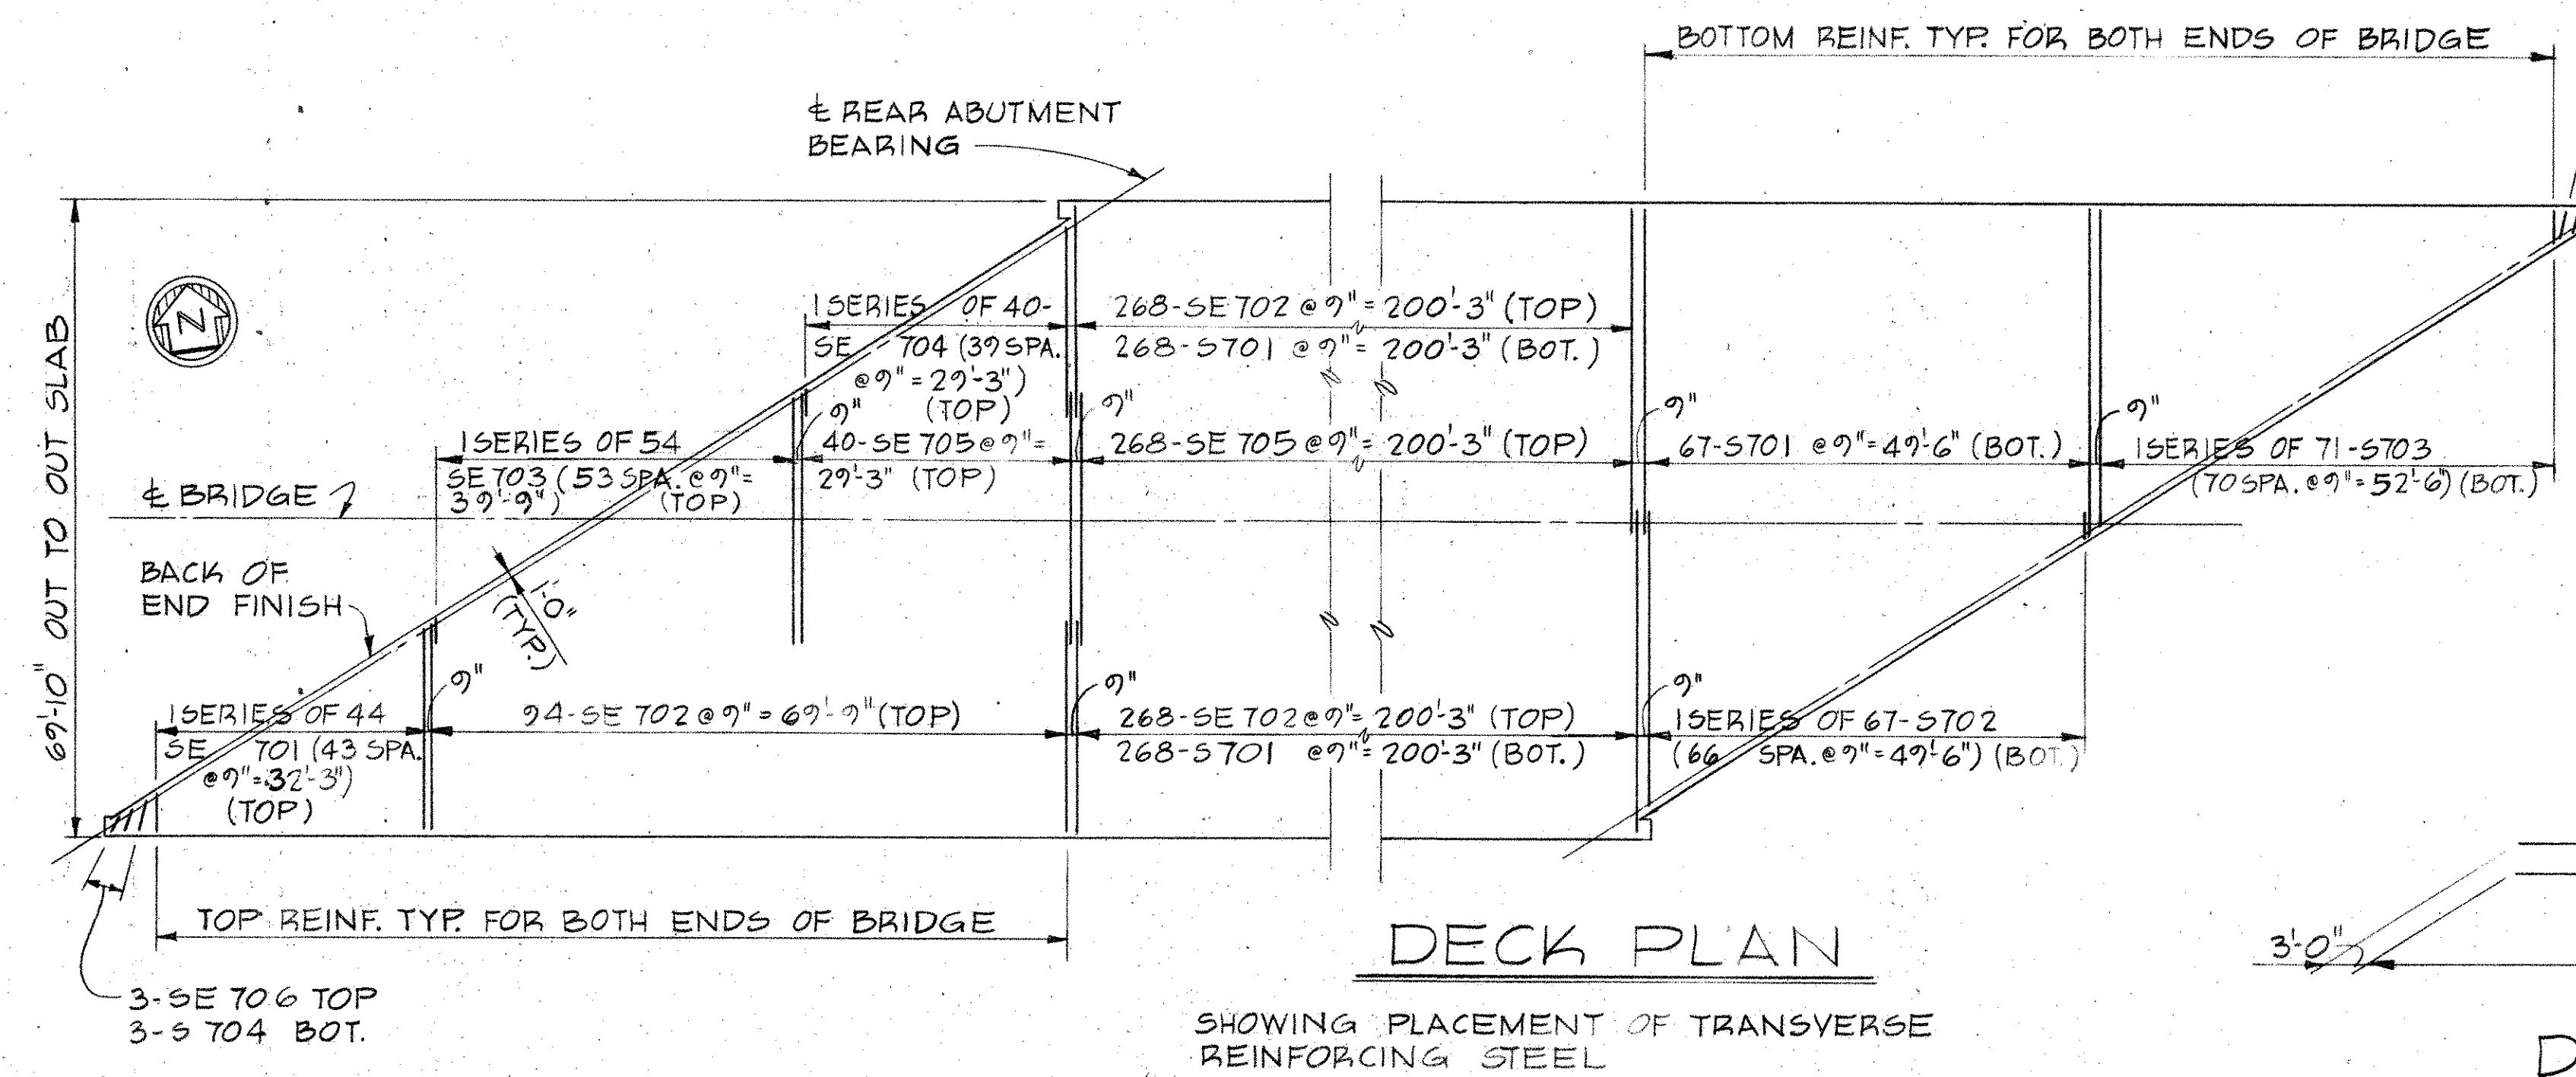 BOTTOM REINF. TYP. FOR BOTH ENDS OF BRIDGE
℄ REAR ABUTMENT
BEARING
69'-10" OUT TO OUT SLAB
N
1 SERIES OF 40-
SE 704 (39 SPA.
@ 9" = 29'-3")
(TOP)
268-SE 702 @ 9" = 200'-3" (TOP)
268-S701 @ 9" = 200'-3" (BOT.)
9"
9"
9"
9"
1 SERIES OF 54
SE 703 (53 SPA. @ 9" =
39'-9") (TOP)
40-SE 705 @ 9" =
29'-3" (TOP)
268-SE 705 @ 9" = 200'-3" (TOP)
67-S701 @ 9" = 49'-6" (BOT.)
1 SERIES OF 71-S703
(70 SPA. @ 9" = 52'-6") (BOT.)
℄ BRIDGE
BACK OF
END FINISH
1'-0"
(TYP.)
9"
9"
9"
1 SERIES OF 44
SE 701 (43 SPA.
@ 9" = 32'-3")
(TOP)
94-SE 702 @ 9" = 69'-9" (TOP)
268-SE 702 @ 9" = 200'-3" (TOP)
268-S701 @ 9" = 200'-3" (BOT.)
1 SERIES OF 67-S702
(66 SPA. @ 9" = 49'-6") (BOT.)
TOP REINF. TYP. FOR BOTH ENDS OF BRIDGE
3-SE 706 TOP
3-S 704 BOT.
DECK PLAN
SHOWING PLACEMENT OF TRANSVERSE
REINFORCING STEEL
3'-0"
D